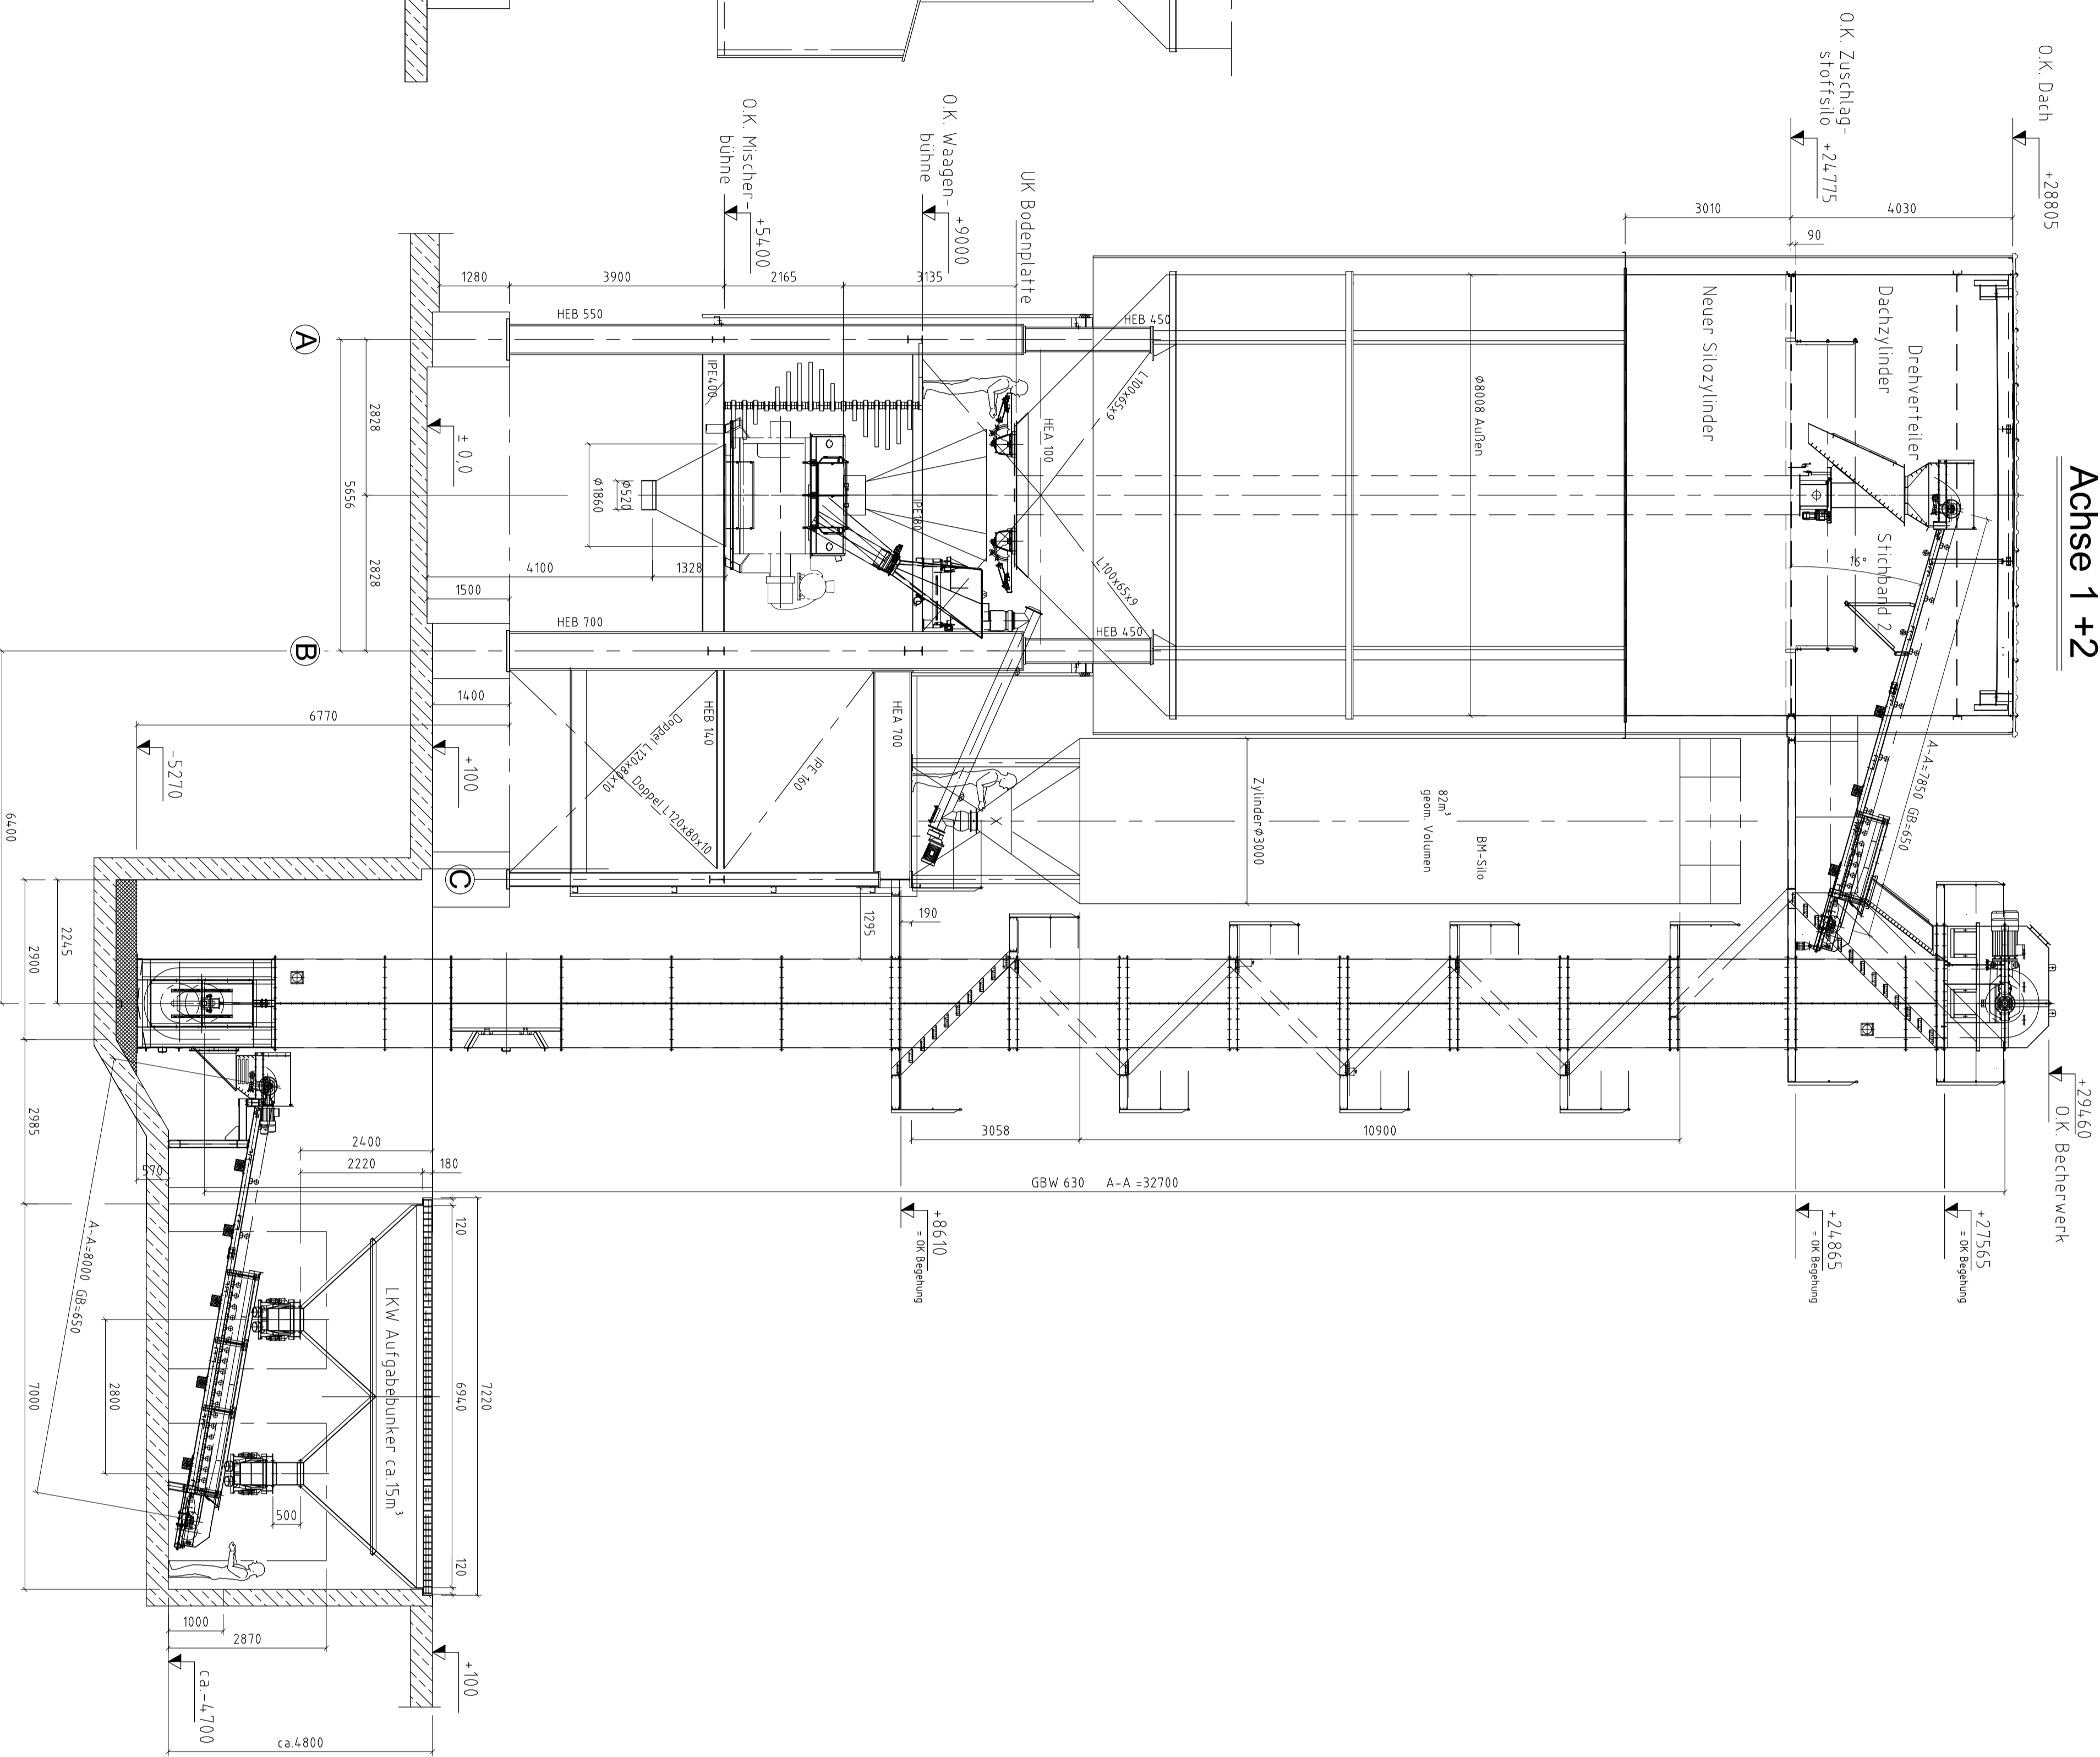 Achse 1 +2
O.K. Dach
+28805
O.K. Zuschlag-
stoffsilo
+24775
4030
3010
90
O.K. Waagen-
bühne
+9000
O.K. Mischer-
bühne
+5400
UK Bodenplatte
1280
3900
2165
3135
HEB 550
HEB 450
IPE400
L100x65x9
HEA 100
Φ8008 Außen
Neuer Silozylinder
Dachzylinder
Drehverteiler
Stichband 2
16°
A-A=7850 GB=650
A
2828
5656
2828
± 0,0
Φ1860
Φ520
IPE180
4100
1328
1500
L100x65x9
HEB 700
HEB 450
B
1400
6770
-5270
+100
6400
HEB 140
HEA 700
Doppel L120x80x10
Doppel L120x80x10
IPE 160
Zylinder Φ3000
82m³
geom. Volumen
BM-Silo
C
1295
190
2245
2900
2985
7000
570
2400
2220
180
3058
10900
GBW 630 A-A =32700
+29460
O.K. Becherwerk
+27565
= OK Begehung
+24865
= OK Begehung
+8610
= OK Begehung
120
6940
7220
120
LKW Aufgabebunker ca.15m³
A-A=8000 GB=650
2800
500
1000
2870
+100
ca.-4700
ca.4800